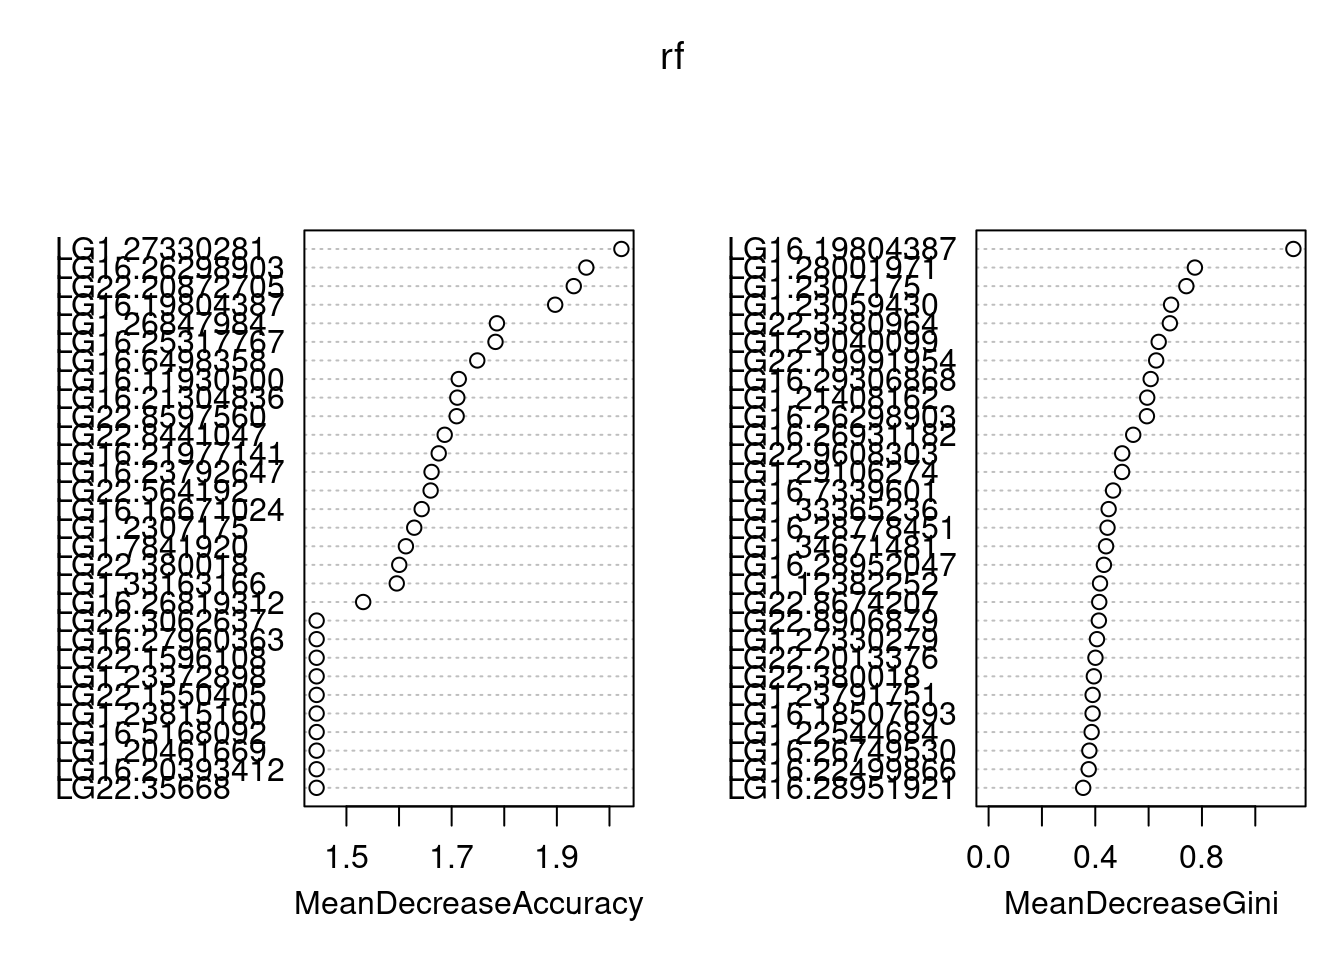 rf
LG1.27330281
LG16.26298903
LG22.20872705
LG16.19804387
LG1.26847984
LG16.25317767
LG16.6498358
LG16.11930500
LG16.21304836
LG22.8597560
LG22.8441047
LG16.21977141
LG16.23792647
LG22.564192
LG16.16671024
LG1.2307175
LG1.7841920
LG22.380018
LG1.33163166
LG16.26819312
LG22.3062637
LG16.27960363
LG22.1596108
LG1.23372898
LG22.1550405
LG1.23815160
LG16.5168092
LG1.20461669
LG16.20393412
LG22.35668
1.5 1.7 1.9
MeanDecreaseAccuracy
LG16.19804387
LG1.28001971
LG1.2307175
LG1.23059430
LG22.3380964
LG1.29040099
LG22.19991954
LG16.29306868
LG1.21408162
LG16.26298903
LG16.26931182
LG22.9608303
LG1.29106274
LG16.7339601
LG1.33365236
LG16.28778451
LG1.34671481
LG16.28952047
LG1.12382252
LG22.8674207
LG22.8906879
LG1.27330279
LG22.2013376
LG22.380018
LG1.23791751
LG16.18507693
LG1.22544684
LG16.26749530
LG16.22499866
LG16.28951921
0.0 0.4 0.8
MeanDecreaseGini